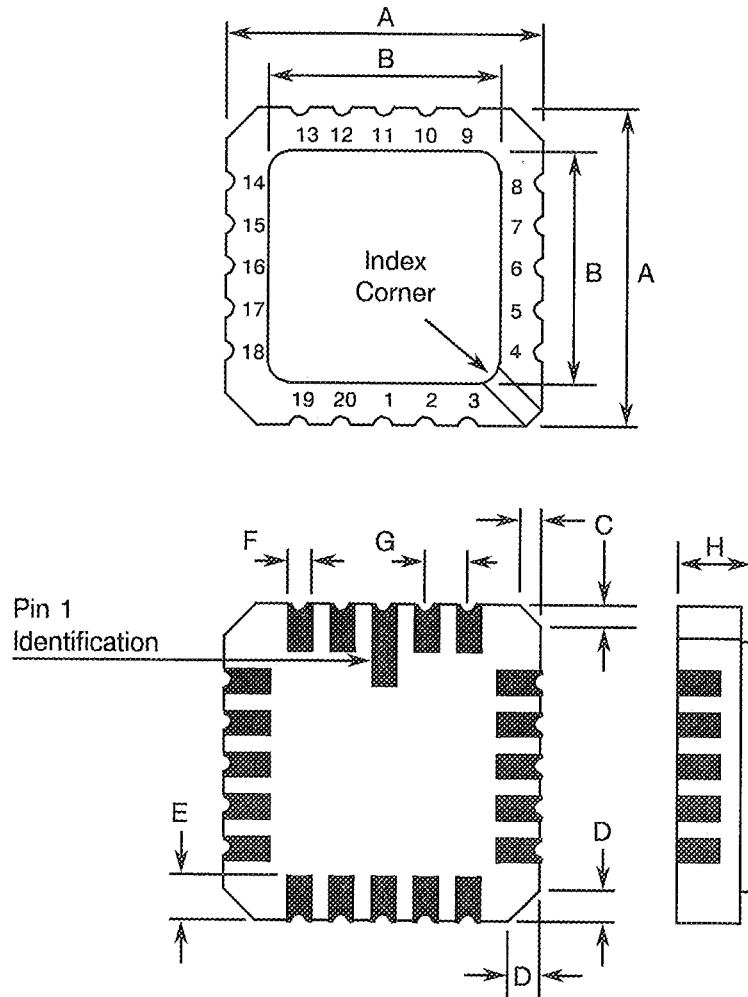 A
B
13 12 11 10 9
14 8
15 7
16 6
17 5
18 4
19 20 1 2 3
Index
Corner
B
A
F
G
C
H
Pin 1
Identification
E
D
D